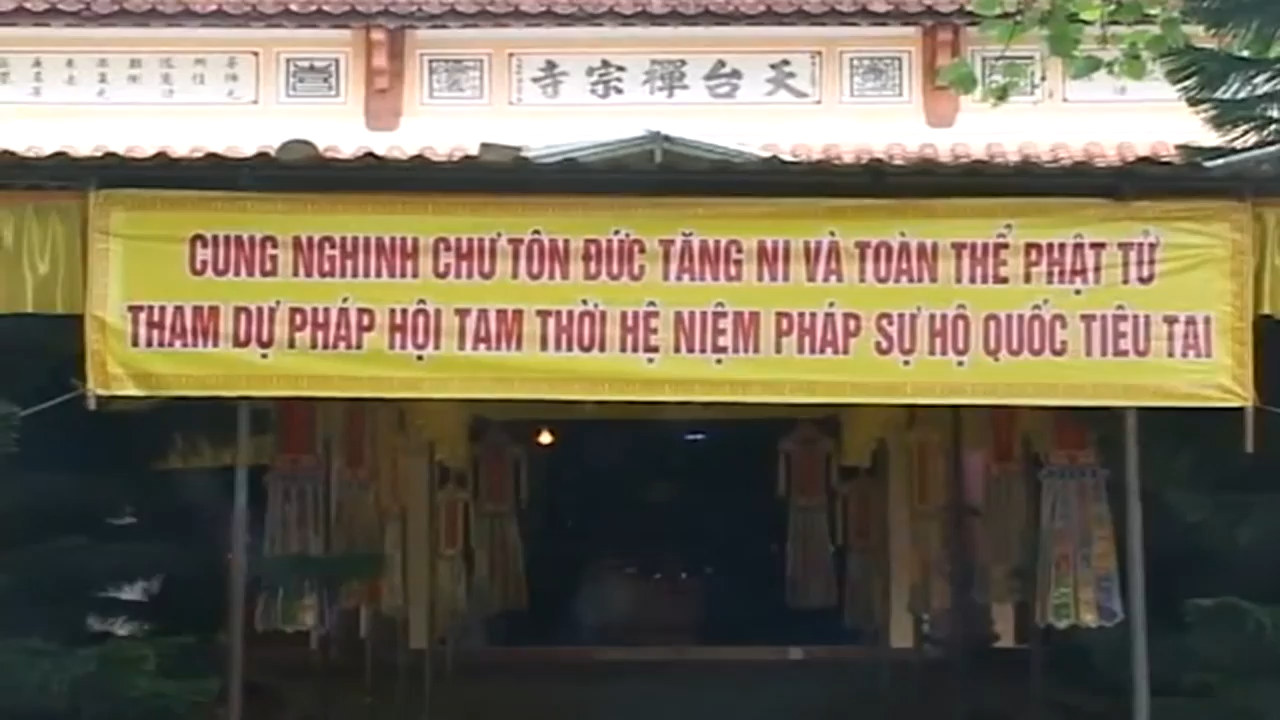 寺宗禪台天
CUNG NGHINH CHƯ TÔN ĐỨC TĂNG NI VÀ TOÀN THỂ PHẬT TỬ
THAM DỰ PHÁP HỘI TAM THỜI HỆ NIỆM PHÁP SỰ HỘ QUỐC TIÊU TAI